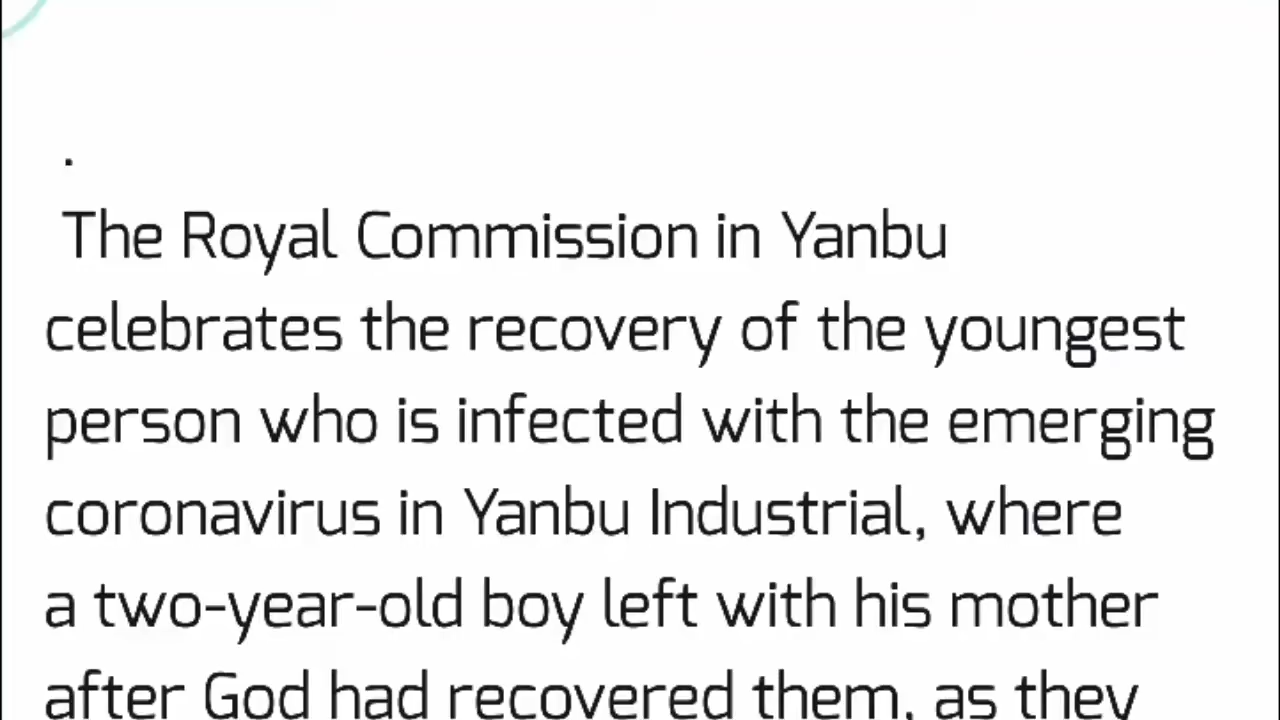 .
The Royal Commission in Yanbu
celebrates the recovery of the youngest
person who is infected with the emerging
coronavirus in Yanbu Industrial, where
a two-year-old boy left with his mother
after God had recovered them, as they